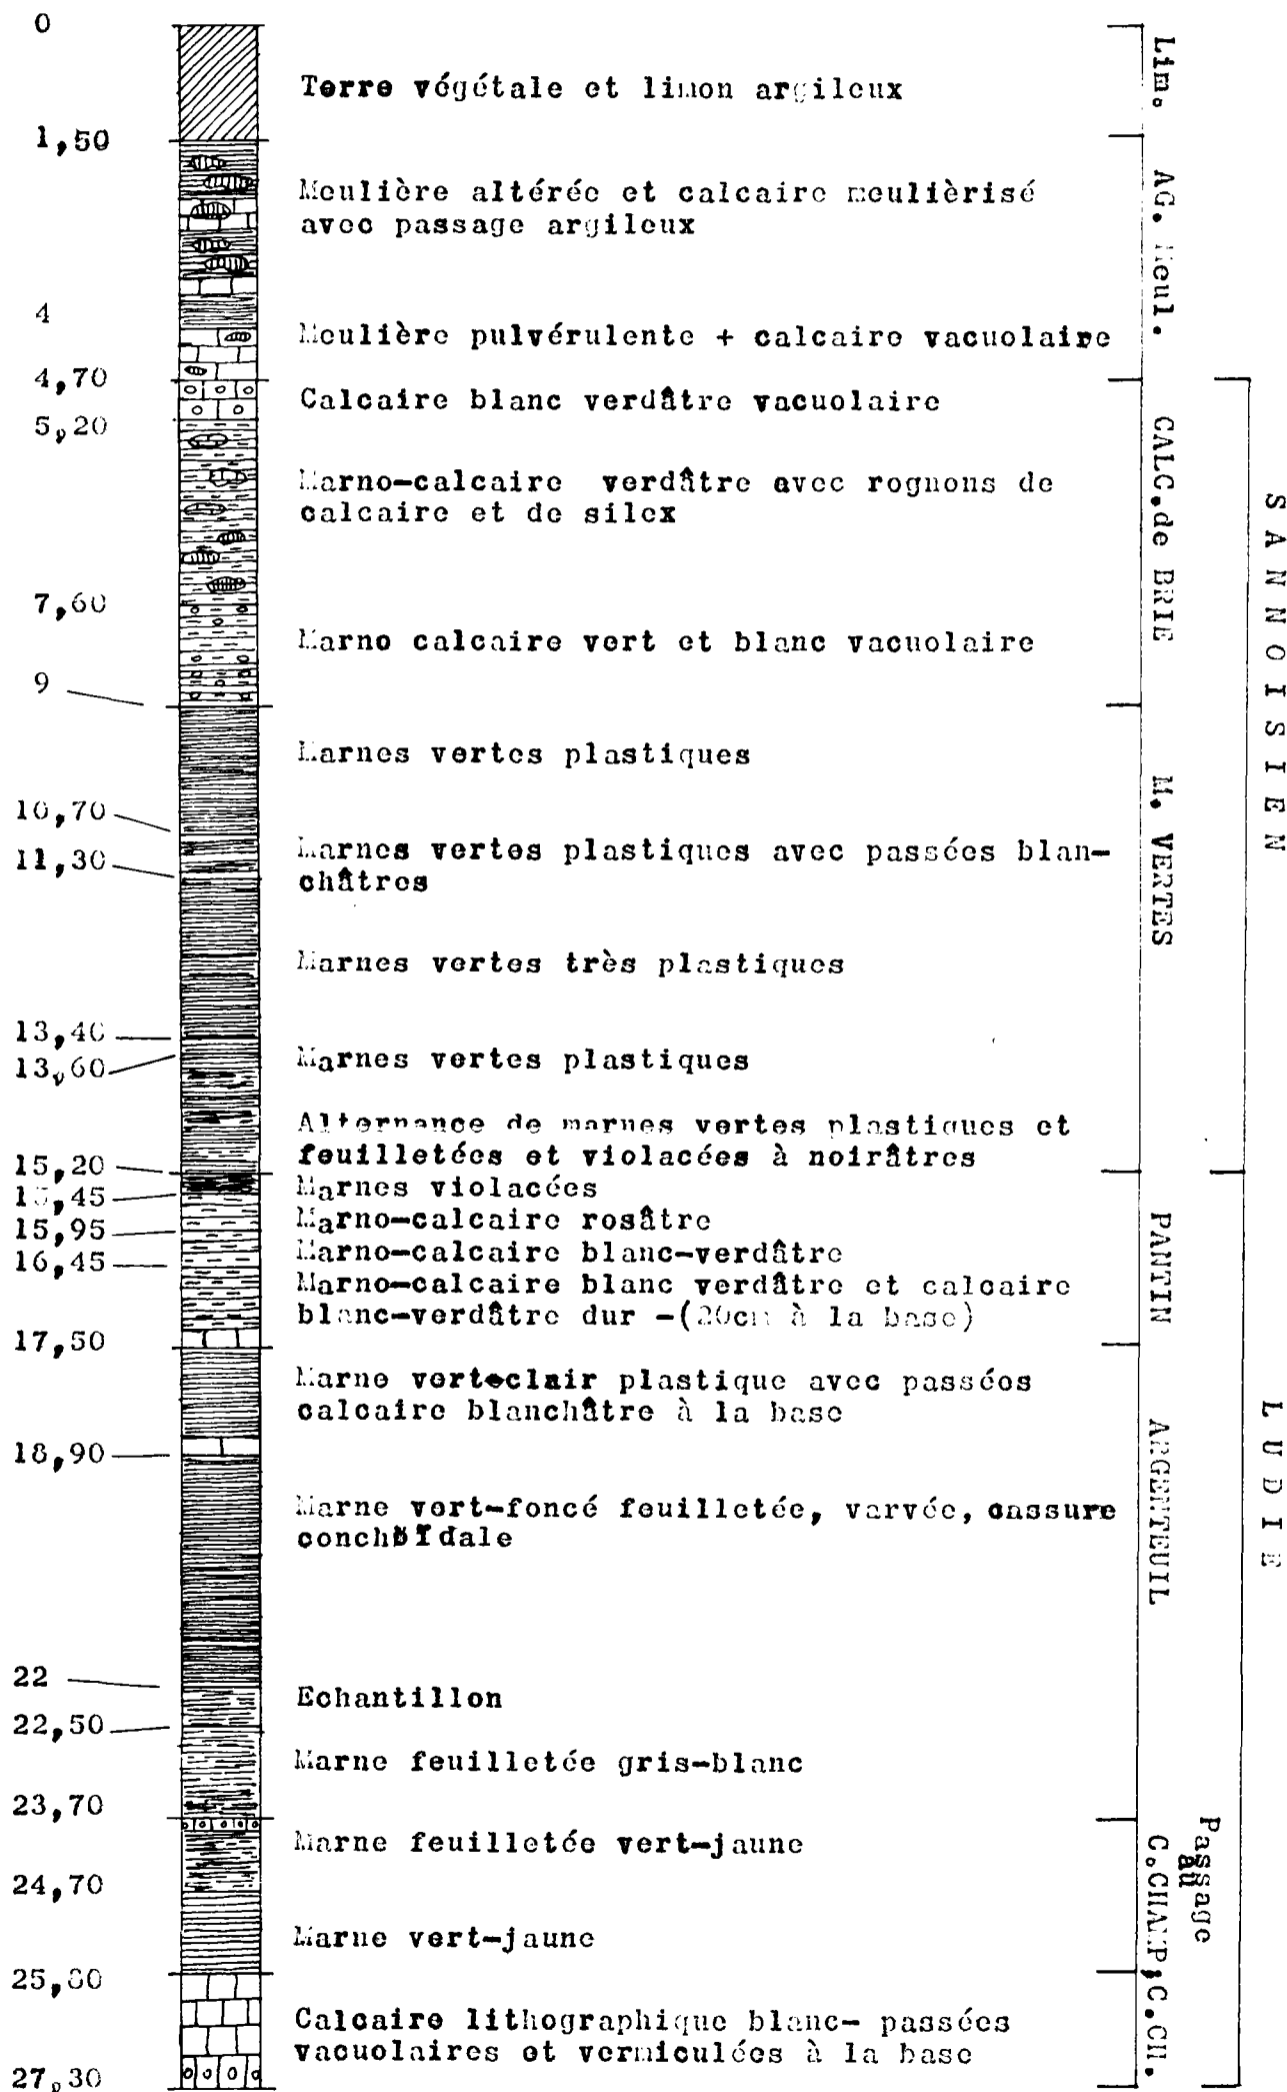 0
Terre végétale et limon argileux
1,50
Meulière altérée et calcaire meulièrisé
avec passage argileux
4
Meulière pulvérulente + calcaire vacuolaire
4,70
Calcaire blanc verdâtre vacuolaire
5,20
Marno-calcaire verdâtre avec rognons de
calcaire et de silex
7,60
Marno calcaire vert et blanc vacuolaire
9
Marnes vertes plastiques
10,70
Marnes vertes plastiques avec passées blan-
châtres
11,30
Marnes vertes très plastiques
13,40
13,60
Marnes vertes plastiques
Alternance de marnes vertes plastiques et
feuilletées et violacées à noirâtres
15,20
Marnes violacées
15,45
Marno-calcaire rosâtre
15,95
Marno-calcaire blanc-verdâtre
16,45
Marno-calcaire blanc verdâtre et calcaire
blanc-verdâtre dur -(20cm à la base)
17,50
Marne vert-clair plastique avec passées
calcaire blanchâtre à la base
18,90
Marne vert-foncé feuilletée, varvée, cassure
conchoïdale
22
Echantillon
22,50
Marne feuilletée gris-blanc
23,70
Marne feuilletée vert-jaune
24,70
Marne vert-jaune
Calcaire lithographique blanc- passées
vacuolaires et vermiculées à la base
27,30
Lim.
AG. Meul.
CALC.de BRIE
M. VERTES
PANTIN
ARGENTEUIL
Passage
au
C.CHAMP.
C.CH.
SANNOISIEN
LUDIE